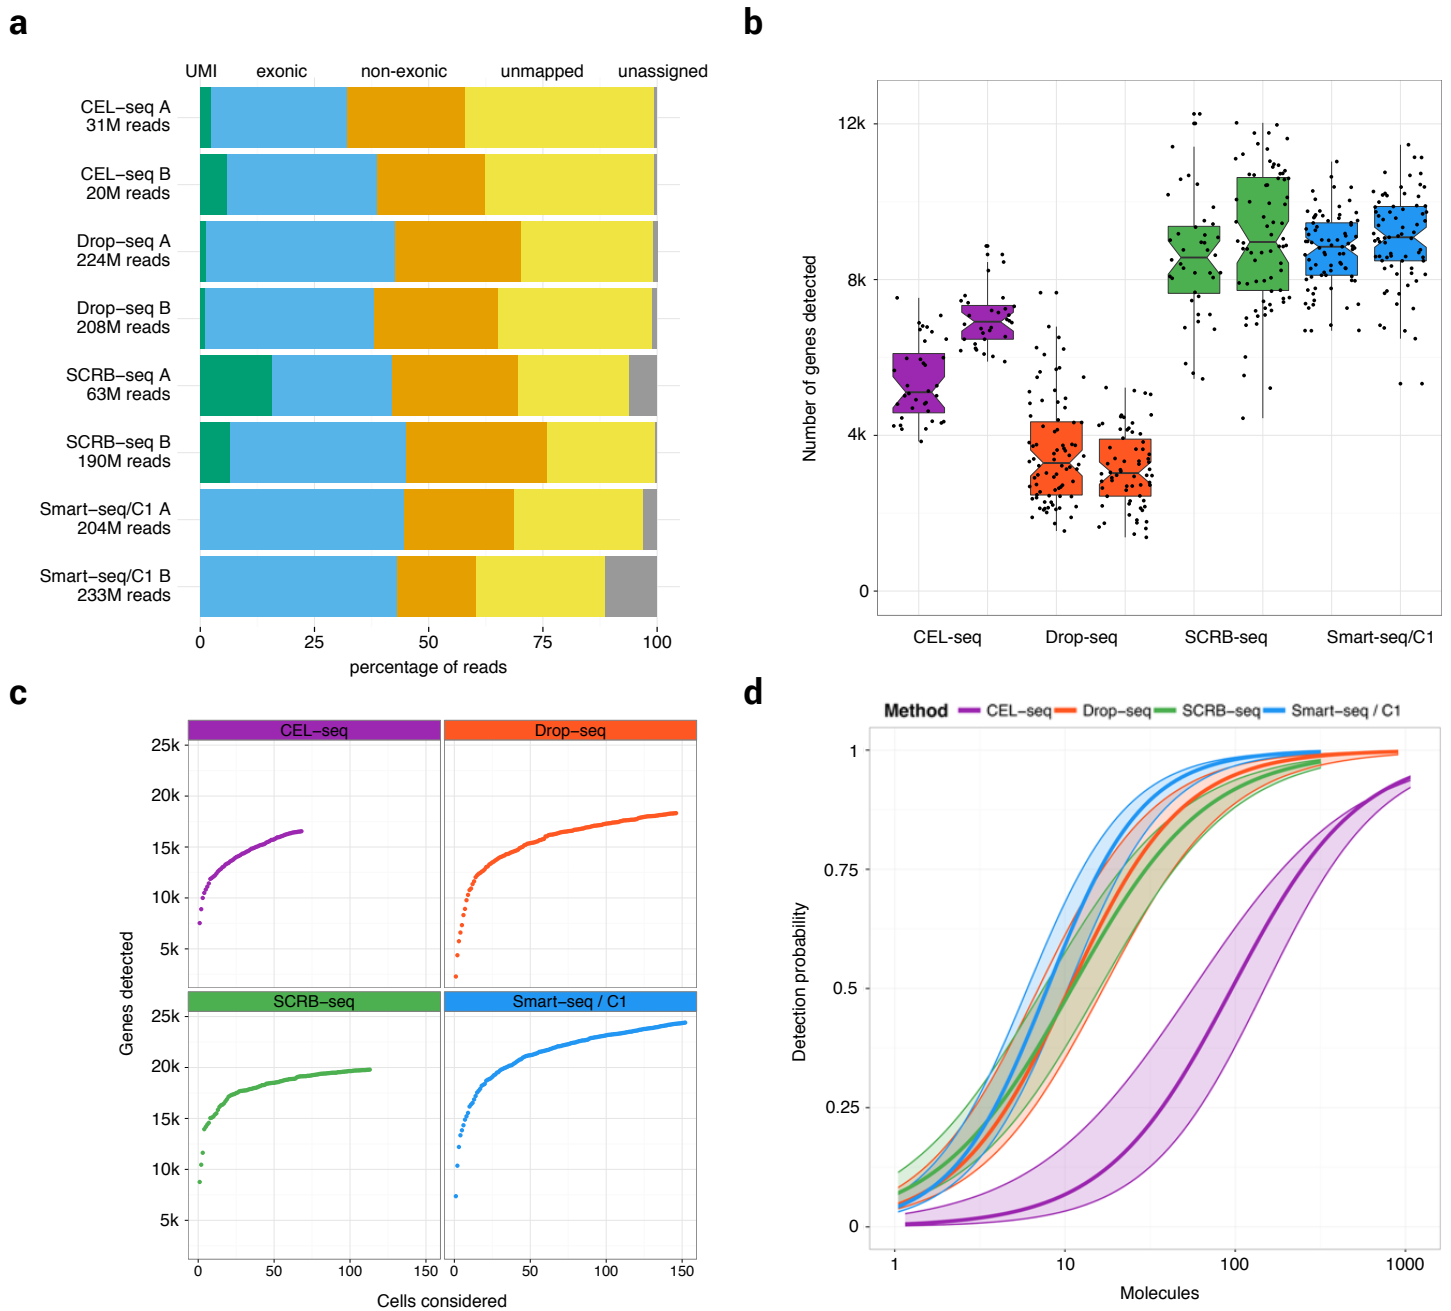 a
UMI exonic non-exonic unmapped unassigned
CEL–seq A
31M reads
CEL–seq B
20M reads
Drop–seq A
224M reads
Drop–seq B
208M reads
SCRB–seq A
63M reads
SCRB–seq B
190M reads
Smart–seq/C1 A
204M reads
Smart–seq/C1 B
233M reads
0 25 50 75 100
percentage of reads
b
Number of genes detected
12k
8k
4k
0
CEL-seq Drop-seq SCRB-seq Smart-seq/C1
c
Genes detected
CEL–seq Drop–seq
25k
20k
15k
10k
5k
SCRB–seq Smart–seq / C1
25k
20k
15k
10k
5k
0 50 100 150 0 50 100 150
Cells considered
d
Method CEL–seq Drop–seq SCRB–seq Smart–seq / C1
Detection probability
1
0.75
0.5
0.25
0
1 10 100 1000
Molecules